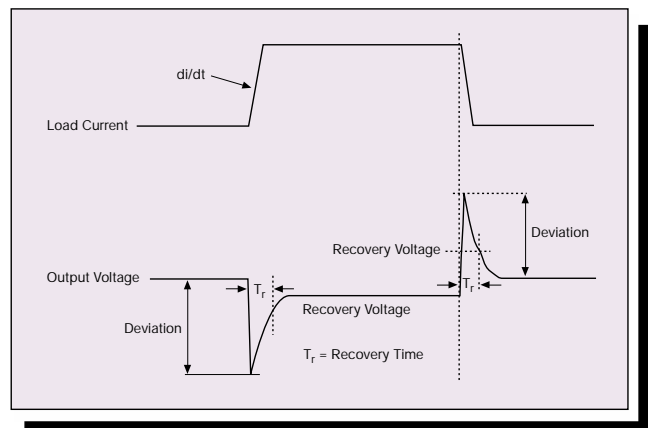 di/dt
Load Current
Deviation
Recovery Voltage
Output Voltage
Tr
Tr
Recovery Voltage
Deviation
Tr = Recovery Time